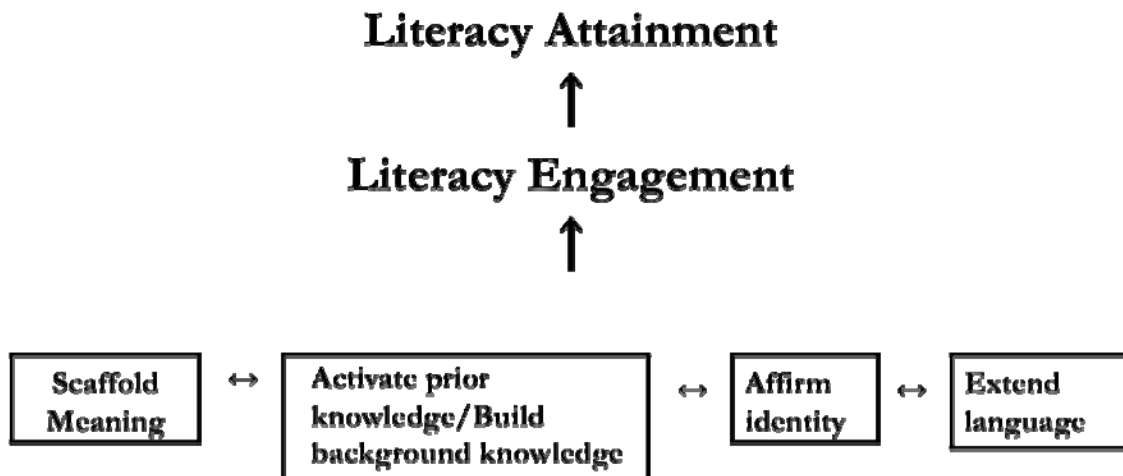 Literacy Attainment
↑
Literacy Engagement
↑
Scaffold
Meaning
↔
Activate prior
knowledge/Build
background knowledge
↔
Affirm
identity
↔
Extend
language